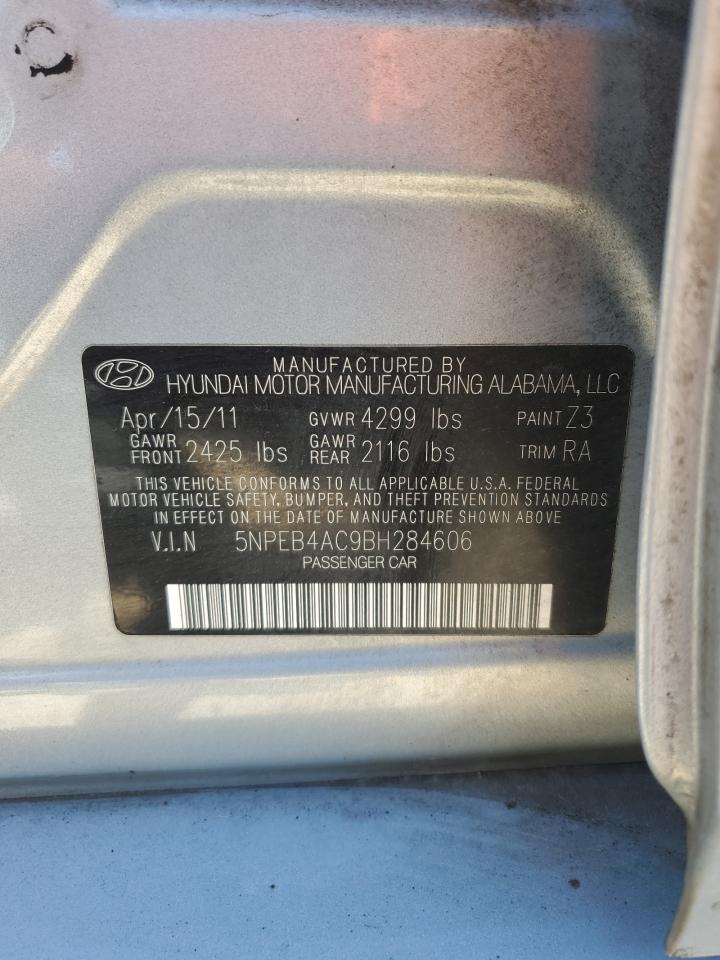 MANUFACTURED BY
HYUNDAI MOTOR MANUFACTURING ALABAMA, LLC
Apr/15/11 GVWR 4299 lbs PAINT Z3
GAWR FRONT 2425 lbs GAWR REAR 2116 lbs TRIM RA
THIS VEHICLE CONFORMS TO ALL APPLICABLE U.S.A. FEDERAL
MOTOR VEHICLE SAFETY, BUMPER, AND THEFT PREVENTION STANDARDS
IN EFFECT ON THE DATE OF MANUFACTURE SHOWN ABOVE
V.I.N 5NPEB4AC9BH284606
PASSENGER CAR